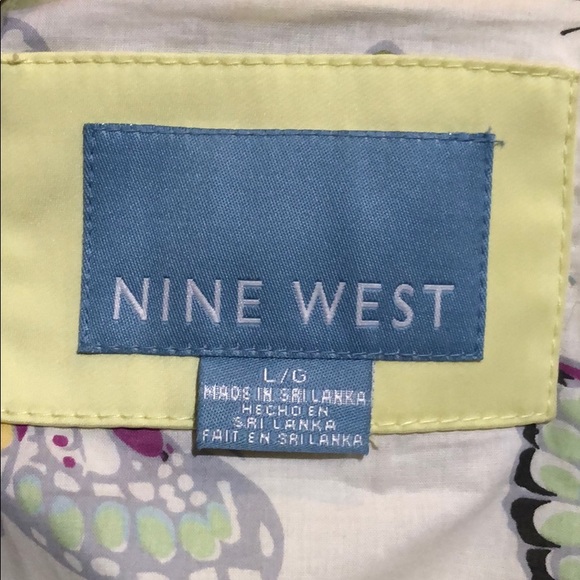 NINE WEST
L/G
MADE IN SRI LANKA
HECHO EN
SRI LANKA
FAIT EN SRI LANKA